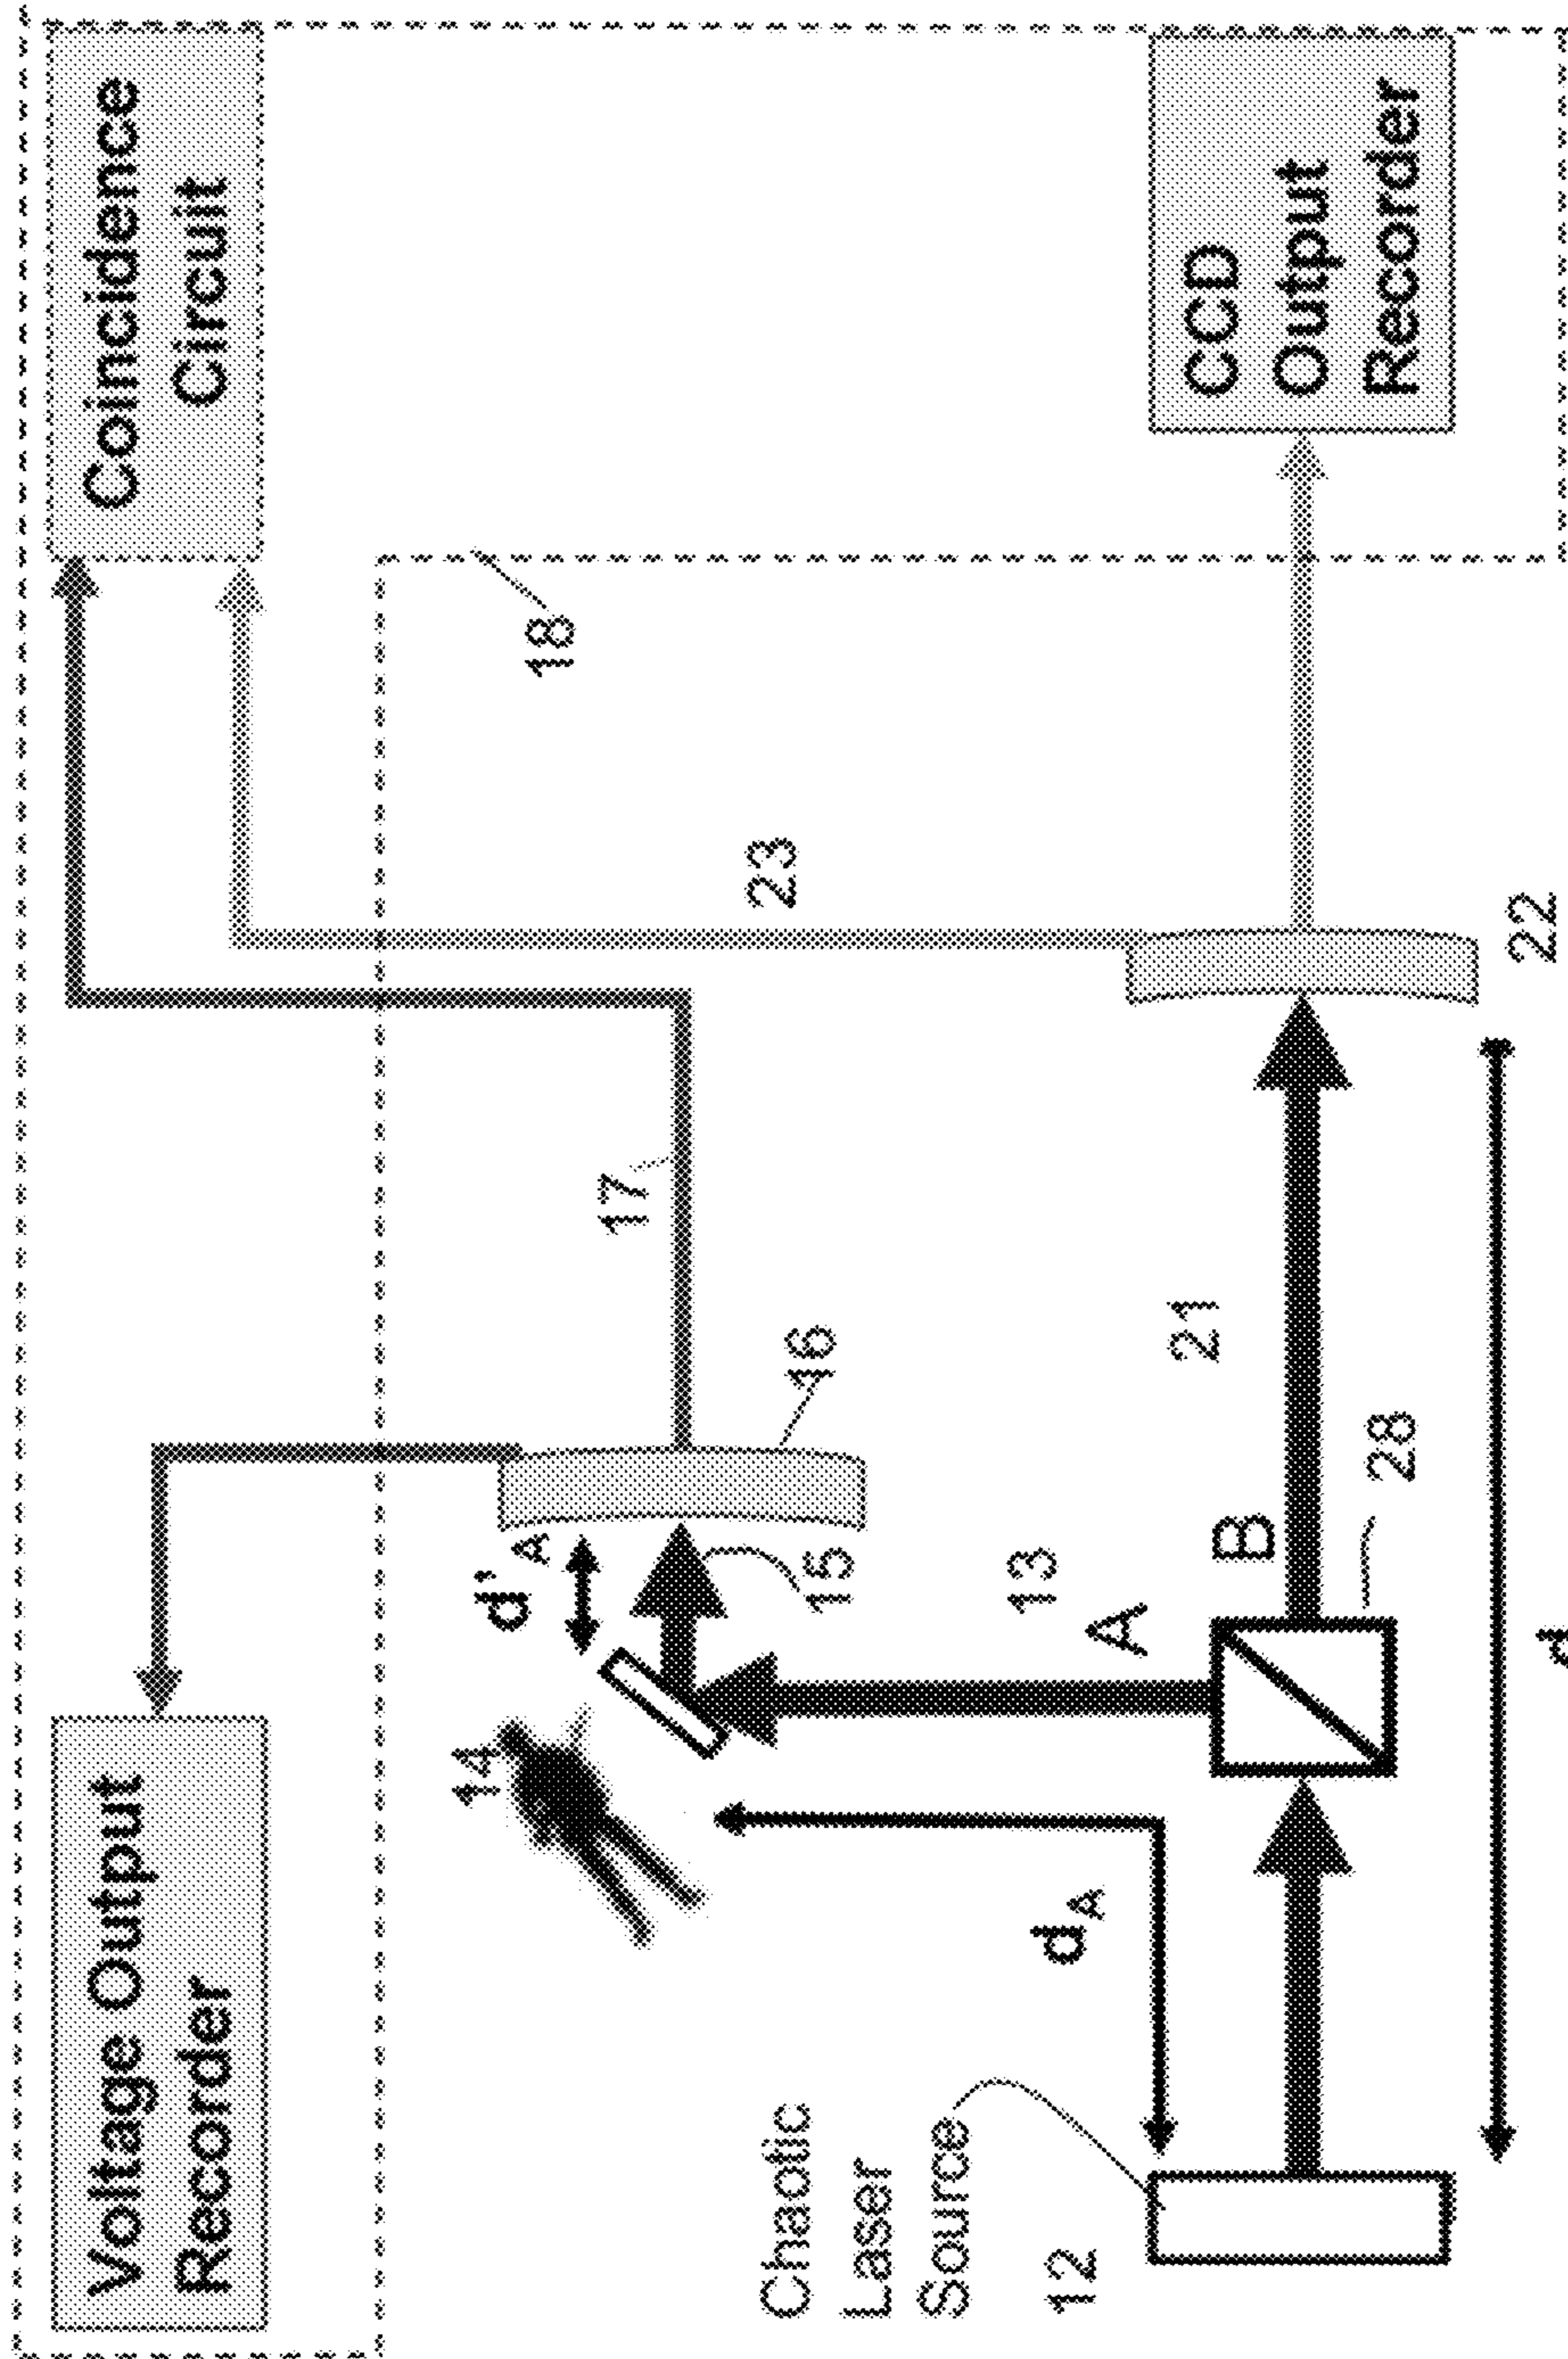 Voltage Output
Recorder
Coincidence
Circuit
14
d'A
15
16
17
18
Chaotic
Laser
Source
12
dA
A
13
B
28
21
23
22
CCD
Output
Recorder
d